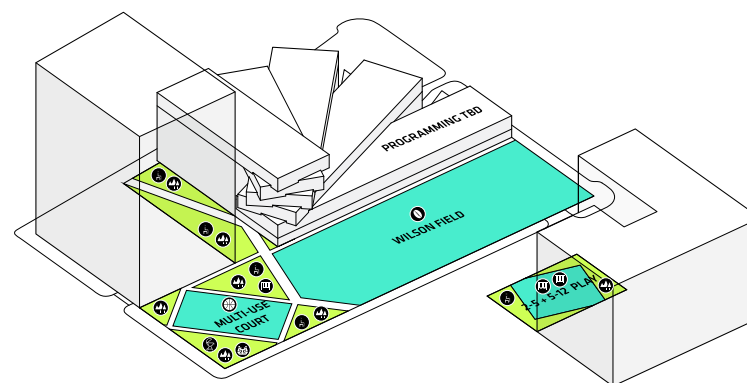 PROGRAMMING TBD
WILSON FIELD
2-5 + 5-12 PLAY
MULTI-USE
COURT